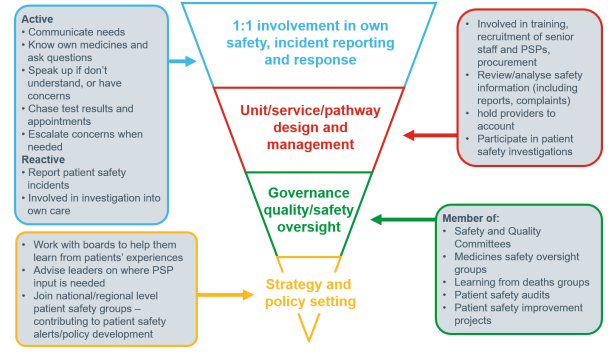 Active
• Communicate needs
• Know own medicines and
ask questions
• Speak up if don't
understand, or have
concerns
• Chase test results and
appointments
• Escalate concerns when
needed
Reactive
• Report patient safety
incidents
• Involved in investigation into
own care
1:1 involvement in own
safety, incident reporting
and response
• Involved in training,
recruitment of senior
staff and PSPs,
procurement
• Review/analyse safety
information (including
reports, complaints)
• hold providers to
account
• Participate in patient
safety investigations
Unit/service/pathway
design and
management
Governance
quality/safety
oversight
Member of:
• Safety and Quality
Committees
• Medicines safety oversight
groups
• Learning from deaths groups
• Patient safety audits
• Patient safety improvement
projects
• Work with boards to help them
learn from patients' experiences
• Advise leaders on where PSP
input is needed
• Join national/regional level
patient safety groups –
contributing to patient safety
alerts/policy development
Strategy and
policy setting